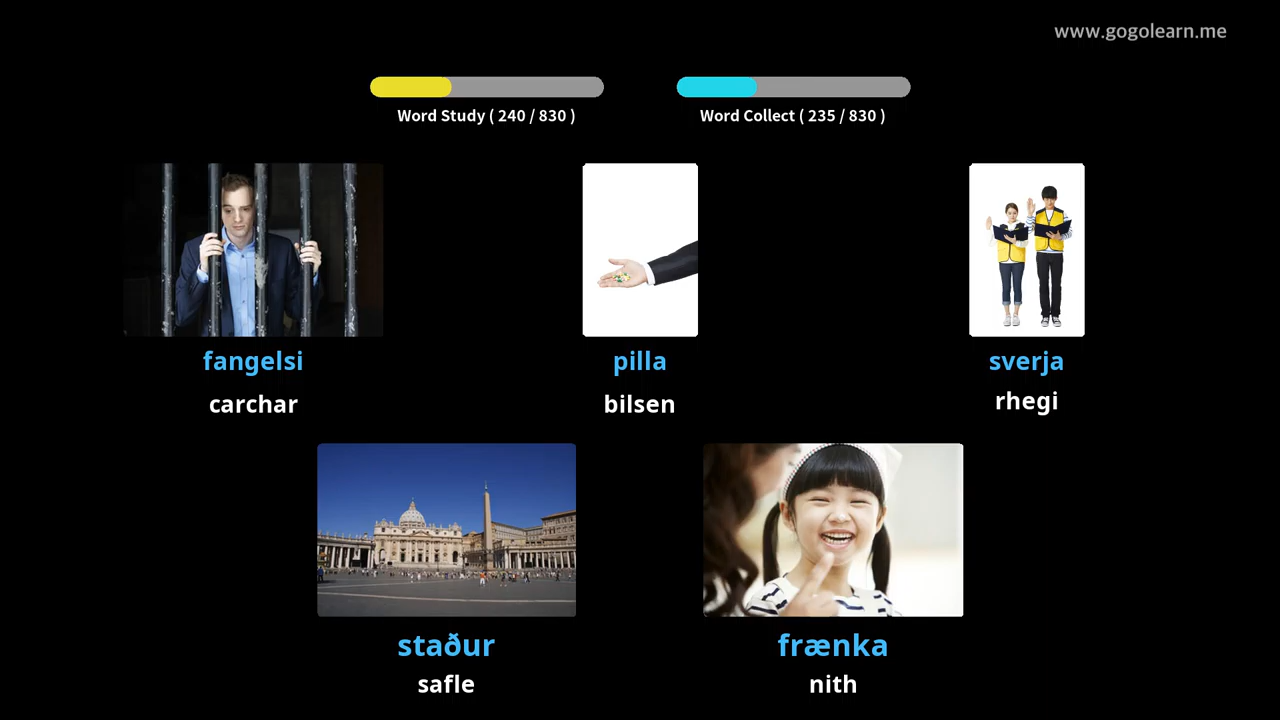 www.gogolearn.me
Word Study ( 240 / 830 )
Word Collect ( 235 / 830 )
fangelsi
carchar
pilla
bilsen
sverja
rhegi
staður
safle
frænka
nith